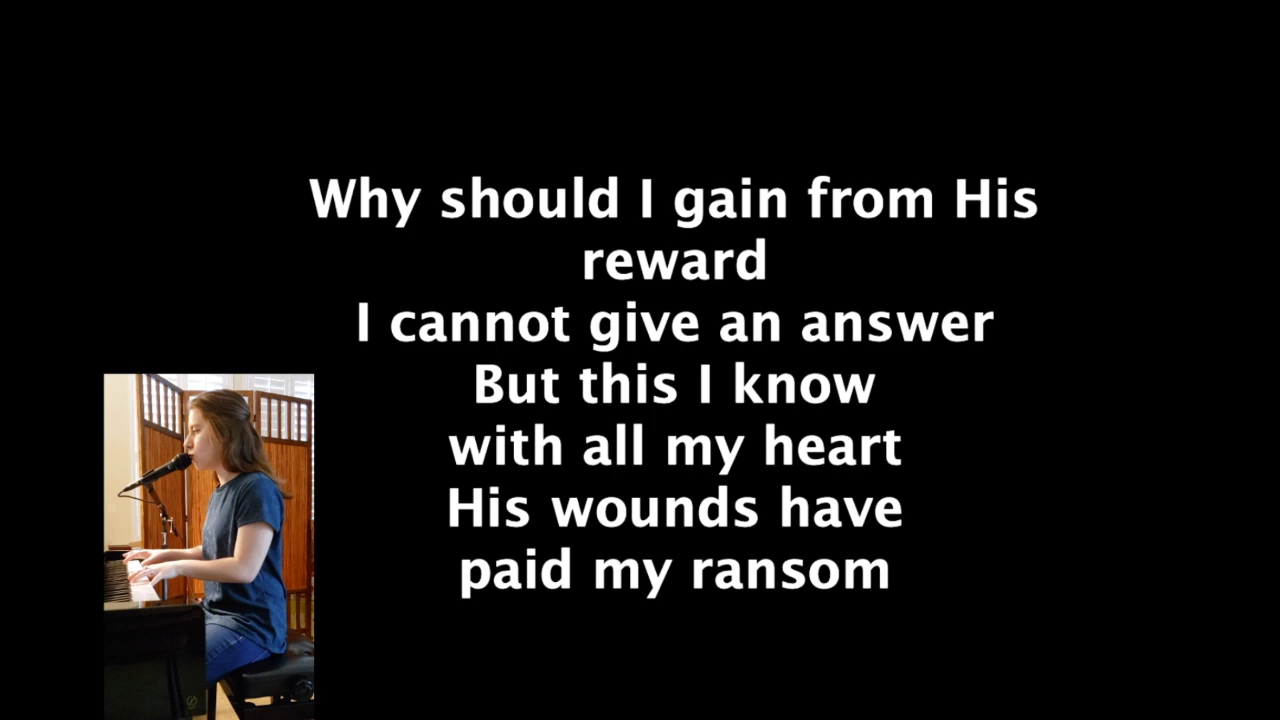 Why should I gain from His
reward
I cannot give an answer
But this I know
with all my heart
His wounds have
paid my ransom